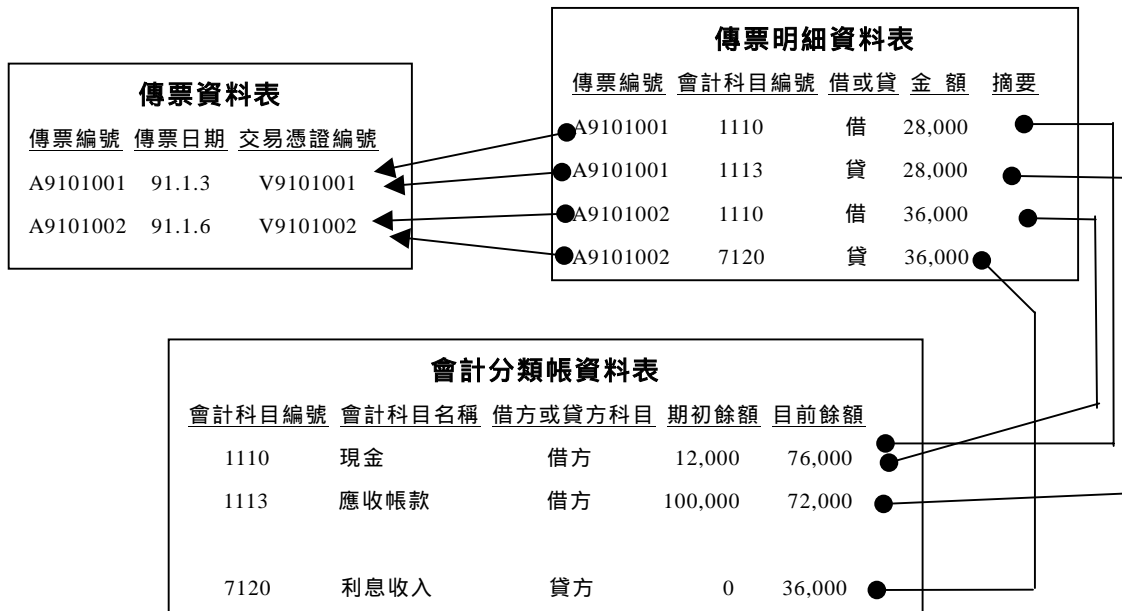 傳票資料表
傳票編號 傳票日期 交易憑證編號
A9101001 91.1.3 V9101001
A9101002 91.1.6 V9101002
傳票明細資料表
傳票編號 會計科目編號 借或貸 金 額 摘要
A9101001 1110 借 28,000
A9101001 1113 貸 28,000
A9101002 1110 借 36,000
A9101002 7120 貸 36,000
會計分類帳資料表
會計科目編號 會計科目名稱 借方或貸方科目 期初餘額 目前餘額
1110 現金 借方 12,000 76,000
1113 應收帳款 借方 100,000 72,000
7120 利息收入 貸方 0 36,000